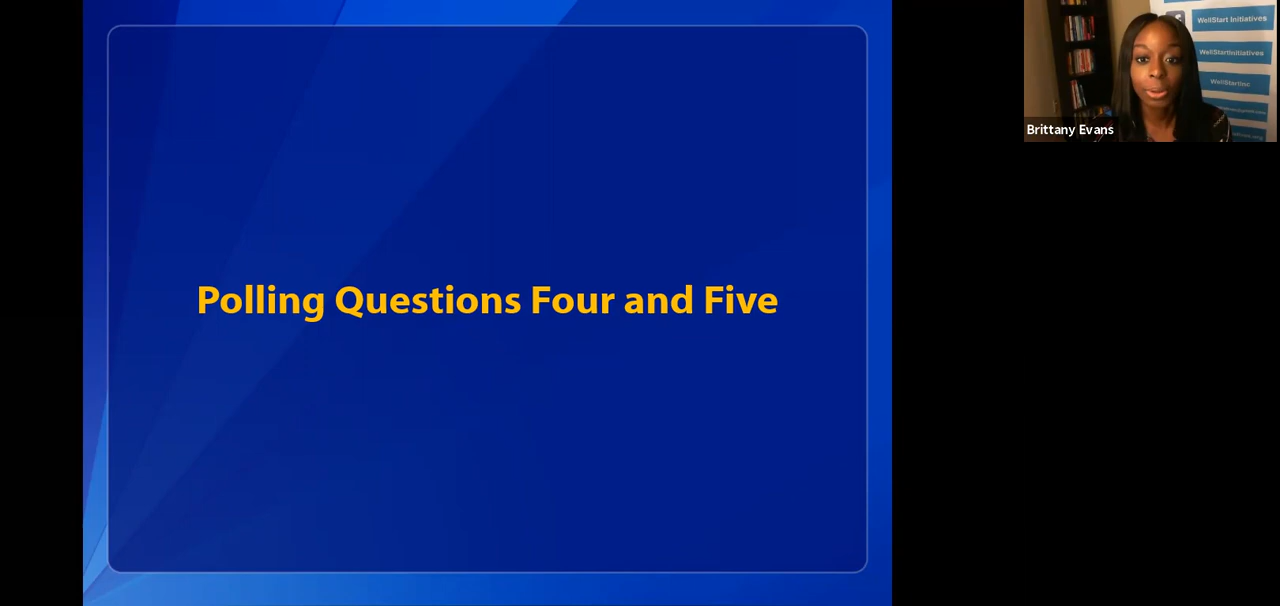 Polling Questions Four and Five
WellStart Initiatives
WellStartInitiatives
WellStartInc
Brittany Evans